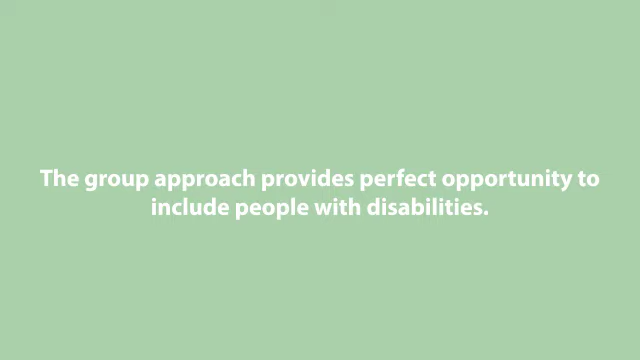 The group approach provides perfect opportunity to
include people with disabilities.